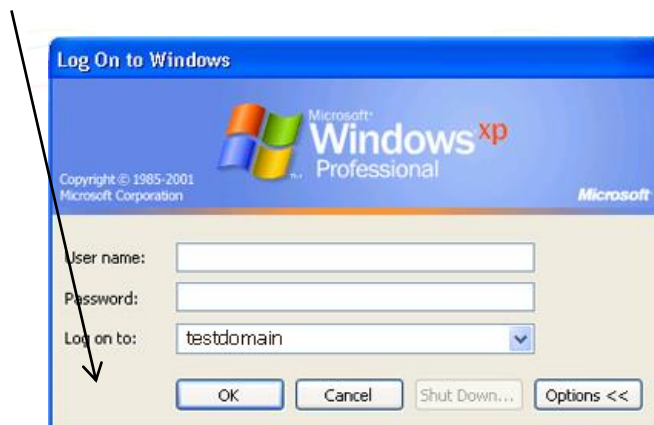 Log On to Windows
Microsoft
Windows xp
Professional
Copyright © 1985-2001
Microsoft Corporation
Microsoft
User name:
Password:
Log on to: testdomain
OK Cancel Shut Down... Options <<